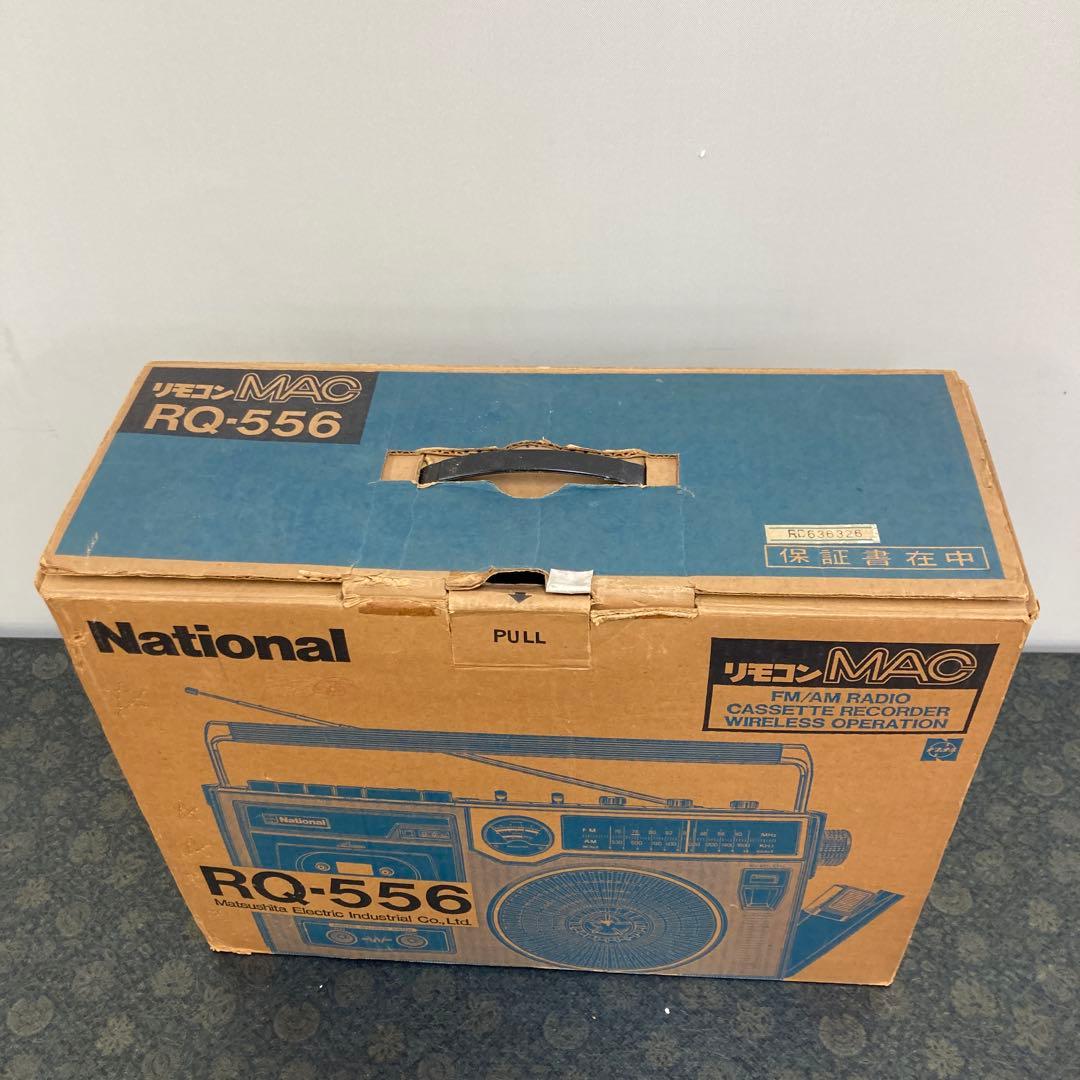 リモコンMAC
RQ-556
RD636326
保証書在中
PULL
National
リモコンMAC
FM/AM RADIO
CASSETTE RECORDER
WIRELESS OPERATION
National
FM
AM
MHz
RQ-556
Matsushita Electric Industrial Co.,Ltd.